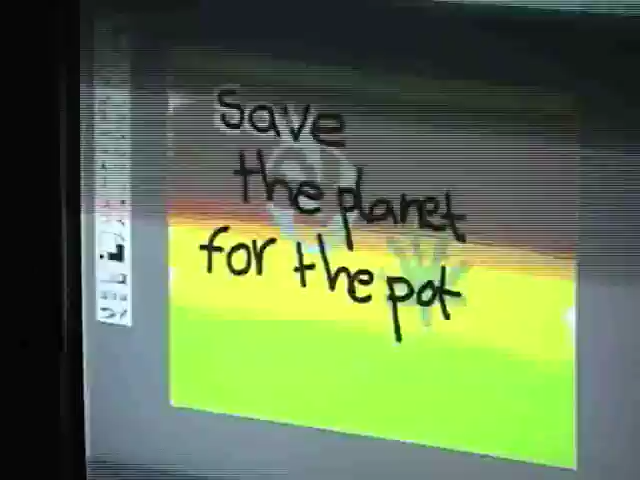 save
the planet
for the pot